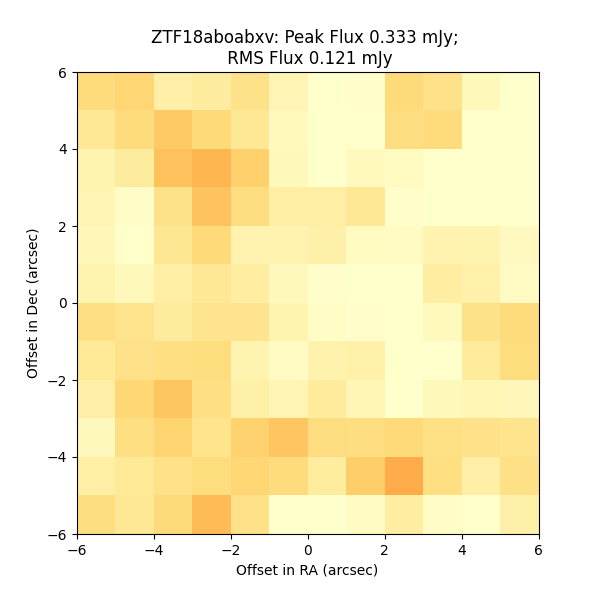 ZTF18aboabxv: Peak Flux 0.333 mJy;
RMS Flux 0.121 mJy
6
4
2
0
−2
−4
−6
Offset in Dec (arcsec)
−6 −4 −2 0 2 4 6
Offset in RA (arcsec)